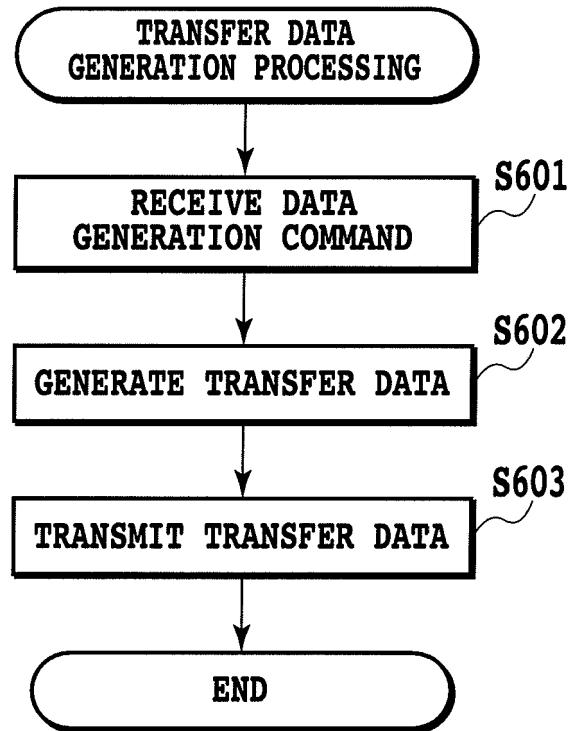 TRANSFER DATA
GENERATION PROCESSING
S601
RECEIVE DATA
GENERATION COMMAND
S602
GENERATE TRANSFER DATA
S603
TRANSMIT TRANSFER DATA
END